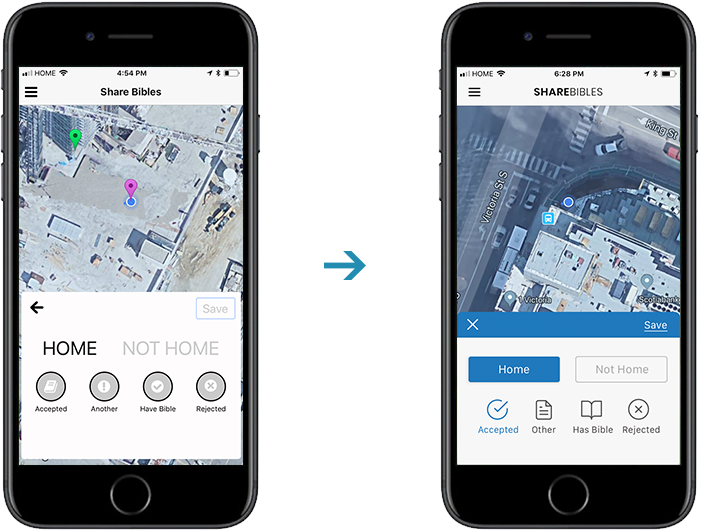 HOME 4:54 PM
Share Bibles
Save
HOME NOT HOME
Accepted Another Have Bible Rejected
HOME 6:28 PM
SHAREBIBLES
King St
Victoria St S
1 Victoria
Scotiabank
Save
Home Not Home
Accepted Other Has Bible Rejected